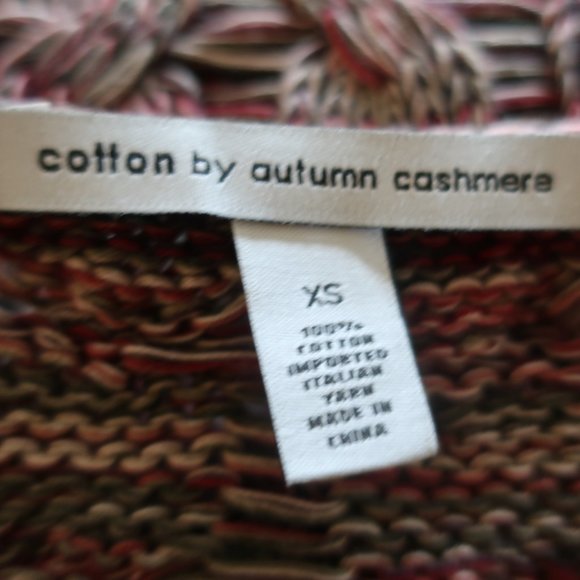 cotton by autumn cashmere
XS
100%
COTTON
IMPORTED
ITALIAN
YARN
MADE IN
CHINA